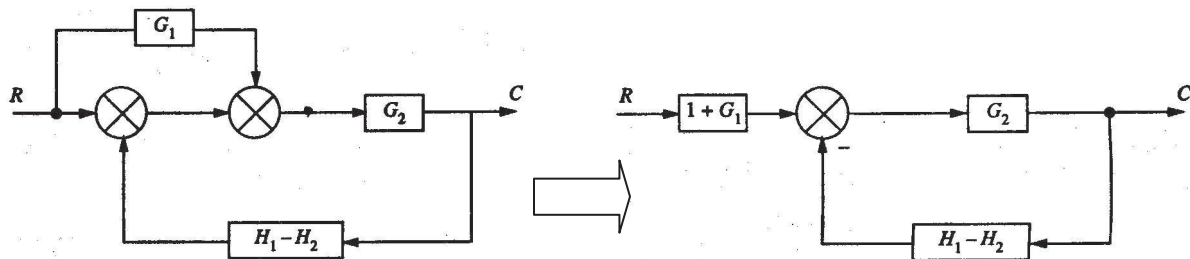 G₁
R
G₂
C
H₁ – H₂
R
1 + G₁
–
G₂
C
H₁ – H₂